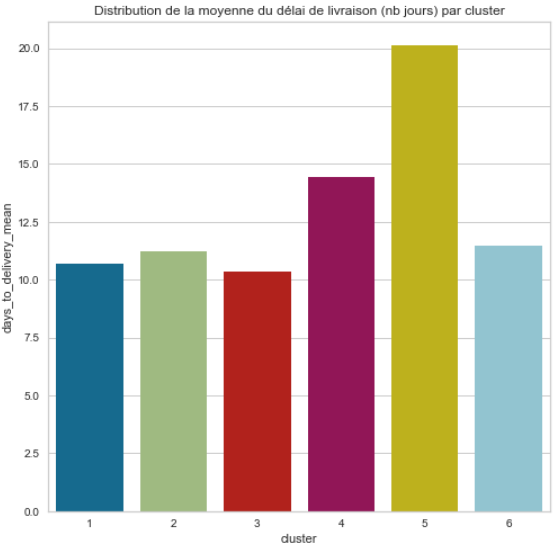 Distribution de la moyenne du délai de livraison (nb jours) par cluster
days_to_delivery_mean
20.0
17.5
15.0
12.5
10.0
7.5
5.0
2.5
0.0
1 2 3 4 5 6
cluster